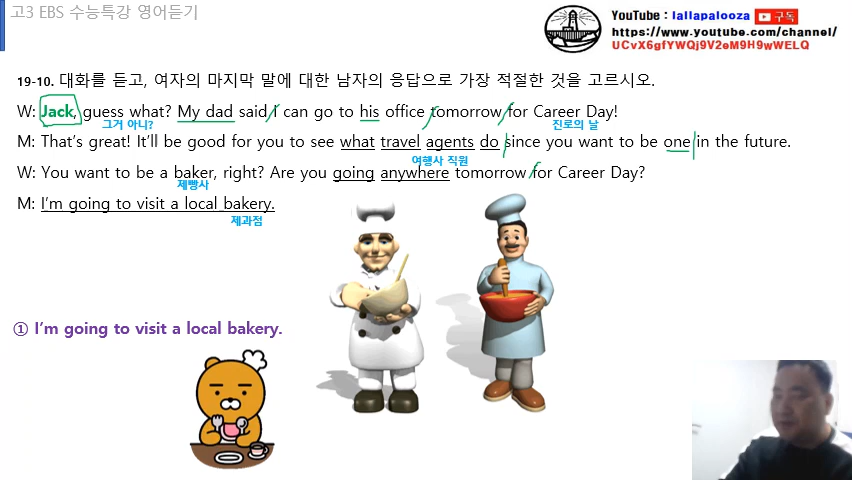 고3 EBS 수능특강 영어듣기
YouTube : lallapalooza 구독
https://www.youtube.com/channel/
UCvX6gfYWQj9V2eM9H9wWELQ
19-10. 대화를 듣고, 여자의 마지막 말에 대한 남자의 응답으로 가장 적절한 것을 고르시오.
W: Jack, guess what? My dad said I can go to his office tomorrow for Career Day!
그거 아니? 진로의 날
M: That's great! It'll be good for you to see what travel agents do since you want to be one in the future.
여행사 직원
W: You want to be a baker, right? Are you going anywhere tomorrow for Career Day?
제빵사
M: I'm going to visit a local bakery.
제과점
① I'm going to visit a local bakery.